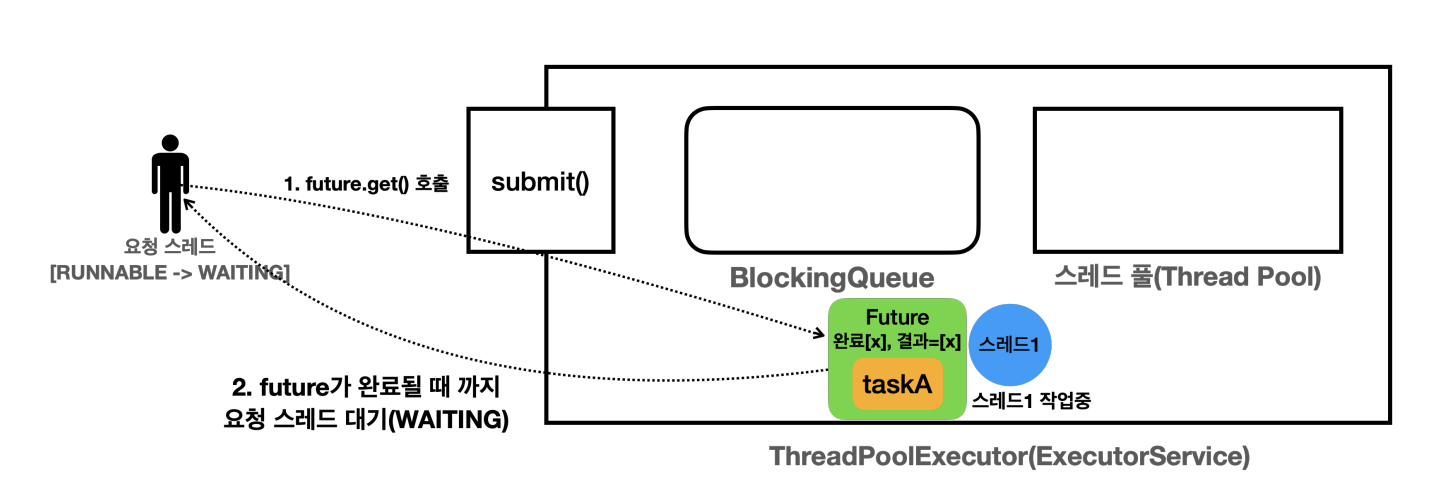 1. future.get() 호출
submit()
요청 스레드
[RUNNABLE -> WAITING]
BlockingQueue
스레드 풀(Thread Pool)
Future
완료[x], 결과=[x]
taskA
스레드1
스레드1 작업중
2. future가 완료될 때 까지
요청 스레드 대기(WAITING)
ThreadPoolExecutor(ExecutorService)